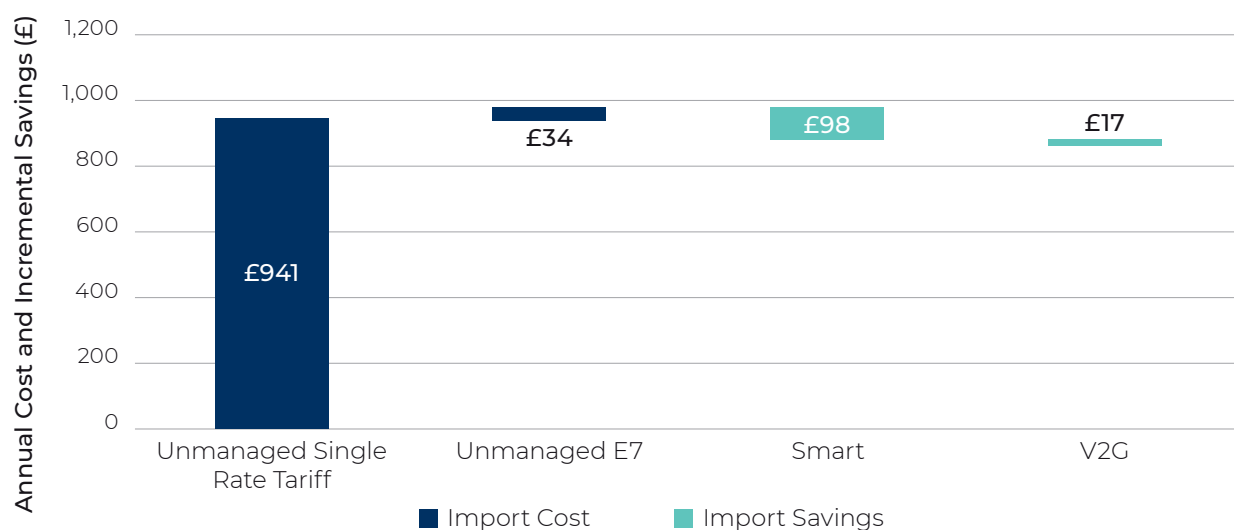 Annual Cost and Incremental Savings (£)
1,200
1,000
800
600
400
200
0
£941
£34
£98
£17
Unmanaged Single
Rate Tariff
Unmanaged E7
Smart
V2G
Import Cost
Import Savings